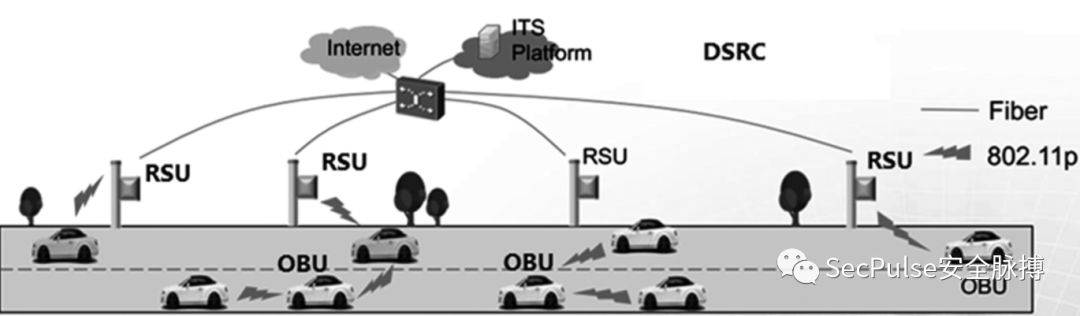 Internet
ITS
Platform
DSRC
Fiber
RSU
RSU
RSU
RSU
802.11p
OBU
OBU
SecPulse安全脉搏
OBU